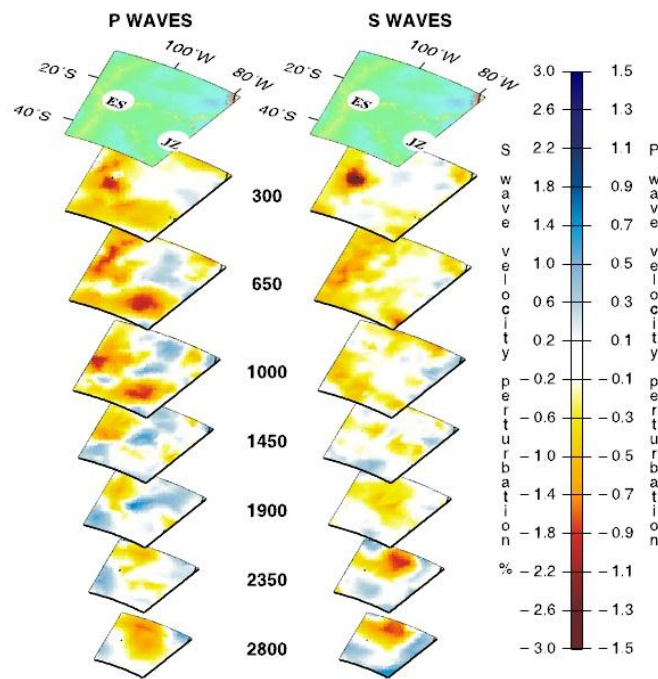 P WAVES
S WAVES
100°W
80°W
20°S
40°S
ES
JZ
100°W
80°W
20°S
40°S
ES
JZ
300
650
1000
1450
1900
2350
2800
3.0
2.6
2.2
1.8
1.4
1.0
0.6
0.2
- 0.2
- 0.6
- 1.0
- 1.4
- 1.8
- 2.2
- 2.6
- 3.0
1.5
1.3
1.1
0.9
0.7
0.5
0.3
0.1
- 0.1
- 0.3
- 0.5
- 0.7
- 0.9
- 1.1
- 1.3
- 1.5
S wave velocity perturbation %
P wave velocity perturbation